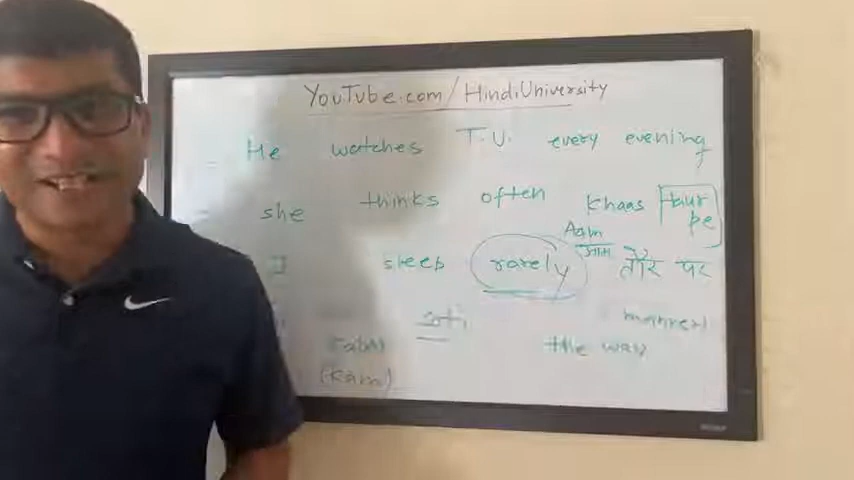 YouTube.com/HindiUniversity
He watches T.V. every evening
she thinks often khaas taur pe
Aam
आम
I sleep rarely तौर पर
manner
the way
(kam)